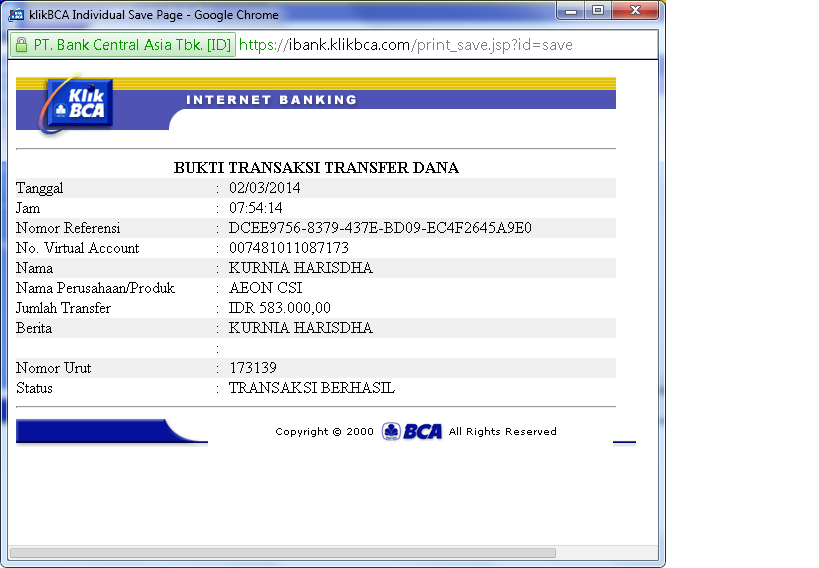 klikBCA Individual Save Page - Google Chrome
PT. Bank Central Asia Tbk. [ID] https://ibank.klikbca.com/print_save.jsp?id=save
Klik BCA
INTERNET BANKING
BUKTI TRANSAKSI TRANSFER DANA
Tanggal : 02/03/2014
Jam : 07:54:14
Nomor Referensi : DCEE9756-8379-437E-BD09-EC4F2645A9E0
No. Virtual Account : 007481011087173
Nama : KURNIA HARISDHA
Nama Perusahaan/Produk : AEON CSI
Jumlah Transfer : IDR 583.000,00
Berita : KURNIA HARISDHA
:
Nomor Urut : 173139
Status : TRANSAKSI BERHASIL
Copyright © 2000 BCA All Rights Reserved